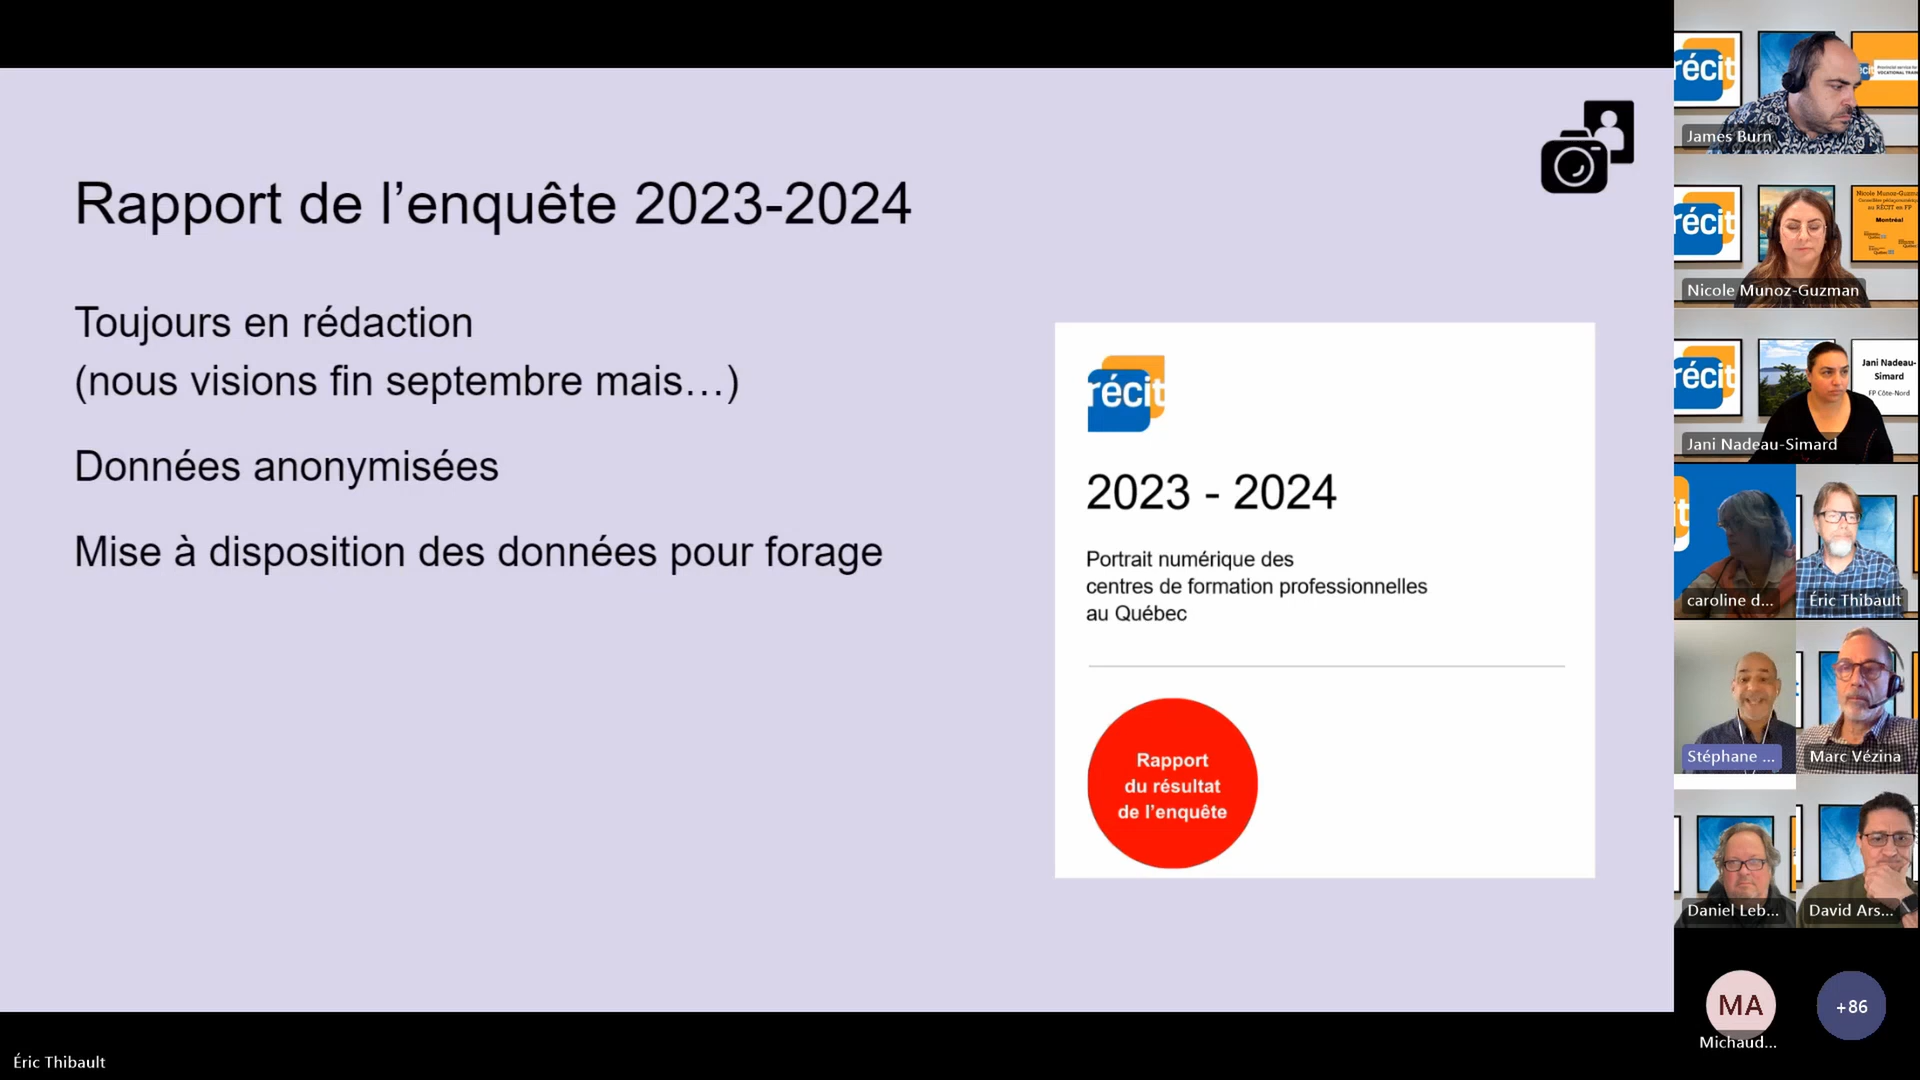 Rapport de l’enquête 2023-2024
Toujours en rédaction
(nous visions fin septembre mais…)
Données anonymisées
Mise à disposition des données pour forage
récit
2023 - 2024
Portrait numérique des
centres de formation professionnelles
au Québec
Rapport
du résultat
de l’enquête
Éric Thibault
récit
James Burn
récit
Nicole Munoz-Guzman
récit
Jani Nadeau-
Simard
FP Côte-Nord
Jani Nadeau-Simard
caroline d...
Éric Thibault
Stéphane ...
Marc Vézina
Daniel Leb...
David Ars...
MA
Michaud...
+86